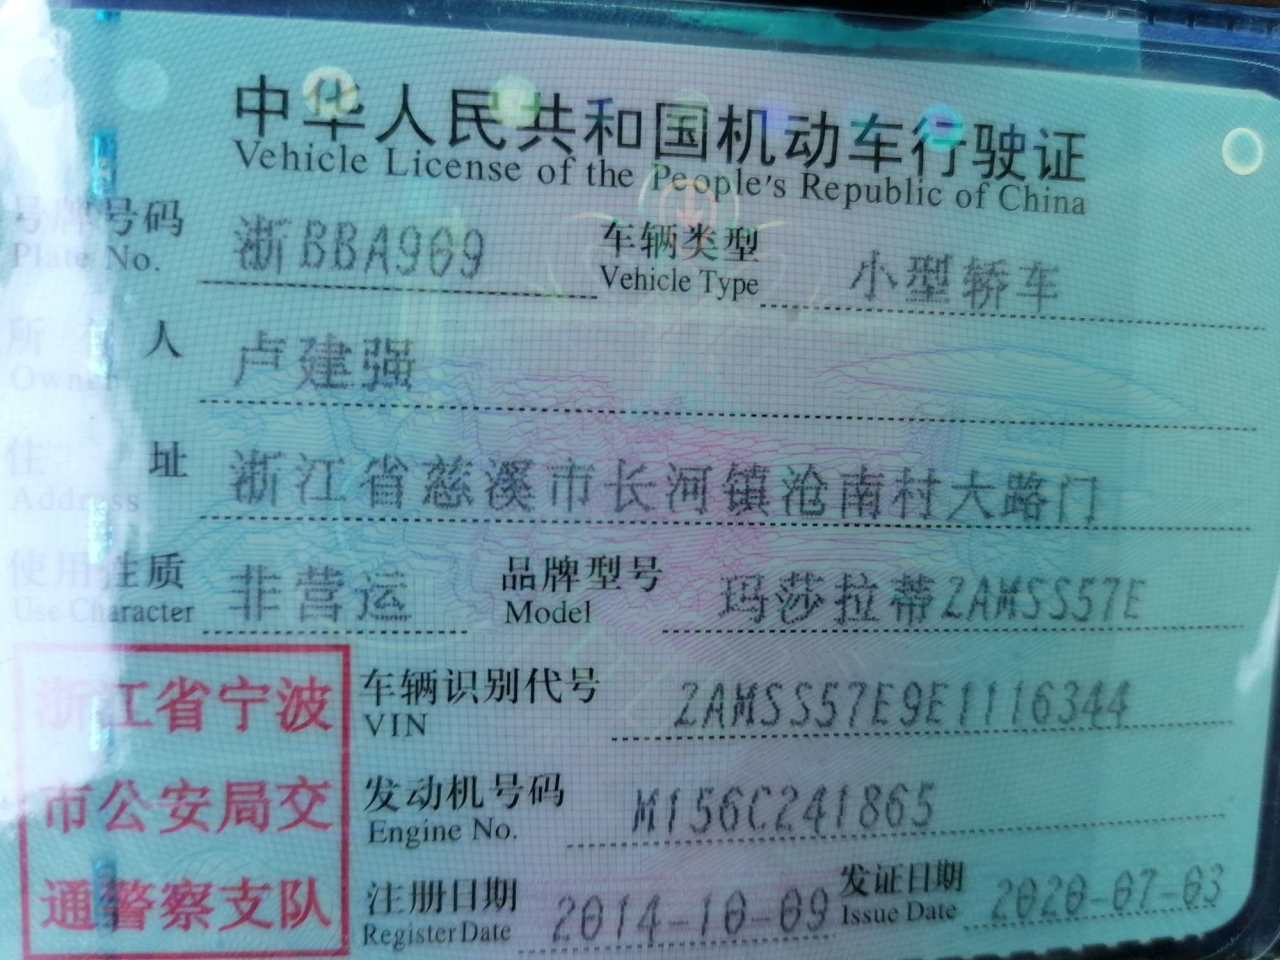 中华人民共和国机动车行驶证
Vehicle License of the People's Republic of China
号牌号码 浙BBA969 车辆类型 小型轿车
Plate No. Vehicle Type
所有人 卢建强
Owner
住址 浙江省慈溪市长河镇沧南村大路门
Address
使用性质 非营运 品牌型号 玛莎拉蒂ZAMSS57E
Use Character Model
浙江省宁波
市公安局交
通警察支队
车辆识别代号 ZAMSS57E9E1116344
VIN
发动机号码 M156C241865
Engine No.
注册日期 2014-10-09 发证日期 2020-07-03
Register Date Issue Date